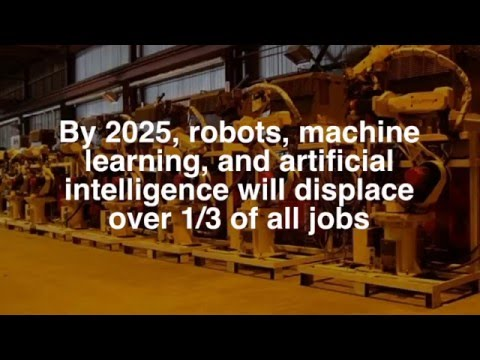 By 2025, robots, machine
learning, and artificial
intelligence will displace
over 1/3 of all jobs